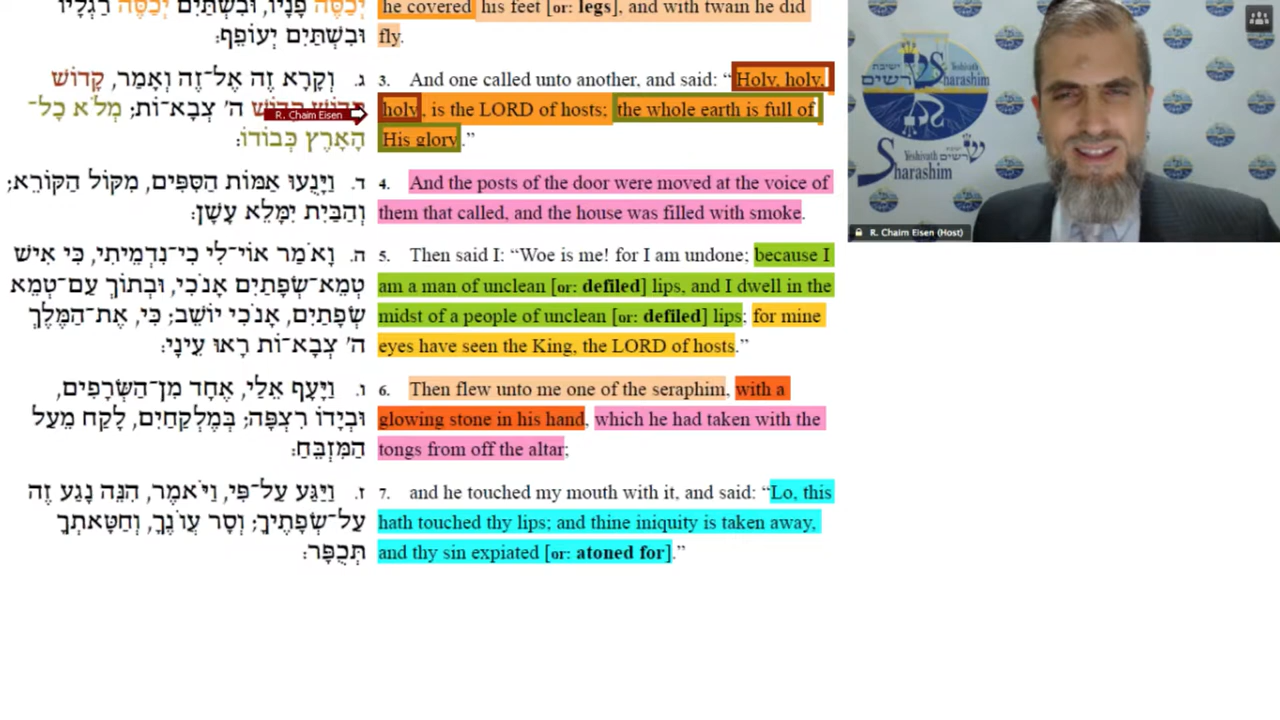 יְכַסֶּה פָנָיו, וּבִשְׁתַּיִם יְכַסֶּה רַגְלָיו
וּבִשְׁתַּיִם יְעוֹפֵף:
he covered his feet [or: legs], and with twain he did
fly.
ג. וְקָרָא זֶה אֶל־זֶה וְאָמַר, קָדוֹשׁ
ה' צְבָא־וֹת; מְלֹא כָל־
הָאָרֶץ כְּבוֹדוֹ:
R. Chaim Eisen
3. And one called unto another, and said: “Holy, holy,
holy, is the LORD of hosts; the whole earth is full of
His glory.”
ד. וַיָּנֻעוּ אַמּוֹת הַסִּפִּים, מִקּוֹל הַקּוֹרֵא;
וְהַבַּיִת יִמָּלֵא עָשָׁן:
4. And the posts of the door were moved at the voice of
them that called, and the house was filled with smoke.
ה. וָאֹמַר אוֹי־לִי כִי־נִדְמֵיתִי, כִּי אִישׁ
טְמֵא־שְׂפָתַיִם אָנֹכִי, וּבְתוֹךְ עַם־טְמֵא
שְׂפָתַיִם, אָנֹכִי יוֹשֵׁב; כִּי, אֶת־הַמֶּלֶךְ
ה' צְבָא־וֹת רָאוּ עֵינָי:
5. Then said I: “Woe is me! for I am undone; because I
am a man of unclean [or: defiled] lips, and I dwell in the
midst of a people of unclean [or: defiled] lips; for mine
eyes have seen the King, the LORD of hosts.”
ו. וַיָּעָף אֵלַי, אֶחָד מִן־הַשְּׂרָפִים,
וּבְיָדוֹ רִצְפָּה; בְּמֶלְקַחַיִם, לָקַח מֵעַל
הַמִּזְבֵּחַ:
6. Then flew unto me one of the seraphim, with a
glowing stone in his hand, which he had taken with the
tongs from off the altar;
ז. וַיַּגַּע עַל־פִּי, וַיֹּאמֶר, הִנֵּה נָגַע זֶה
עַל־שְׂפָתֶיךָ; וְסָר עֲוֹנֶךָ, וְחַטָּאתְךָ
תְּכֻפָּר:
7. and he touched my mouth with it, and said: “Lo, this
hath touched thy lips; and thine iniquity is taken away,
and thy sin expiated [or: atoned for].”
ישיבת
שרשים
Sharashim
Yeshivath
שרשים
Sharashim
R. Chaim Eisen (Host)